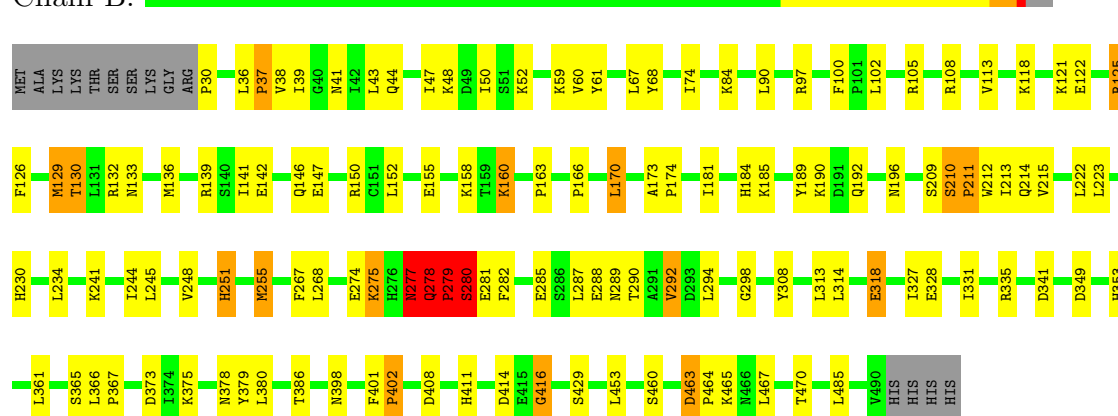 MET ALA LYS LYS THR SER SER LYS GLY ARG P30 L36 P37 V38 I39 G40 N41 I42 L43 Q44 I47 K48 D49 I50 S51 K52 K59 V60 Y61 L67 Y68 I74 K84 L90 R97 F100 P101 L102 R105 R108 V113 K118 K121 E122
F126 M129 T130 L131 R132 N133 M136 R139 S140 I141 E142 Q146 E147 R150 C151 L152 E155 K158 T159 K160 P163 P166 L170 A173 P174 I181 H184 K185 Y189 K190 D191 Q192 N196 S209 S210 P211 W212 I213 Q214 V215 L222 L223
H230 L234 K241 I244 L245 V248 H251 M255 F267 L268 E274 K275 H276 N277 Q278 P279 S280 E281 F282 E285 S286 L287 E288 N289 T290 A291 V292 D293 L294 G298 Y308 L313 L314 E318 I327 E328 I331 R335 D341 D349
L361 S365 L366 P367 D373 I374 K375 N378 Y379 L380 T386 N398 F401 P402 D408 H411 D414 E415 G416 S429 L453 S460 D463 P464 K465 N466 L467 T470 L485 V490 HIS HIS HIS HIS